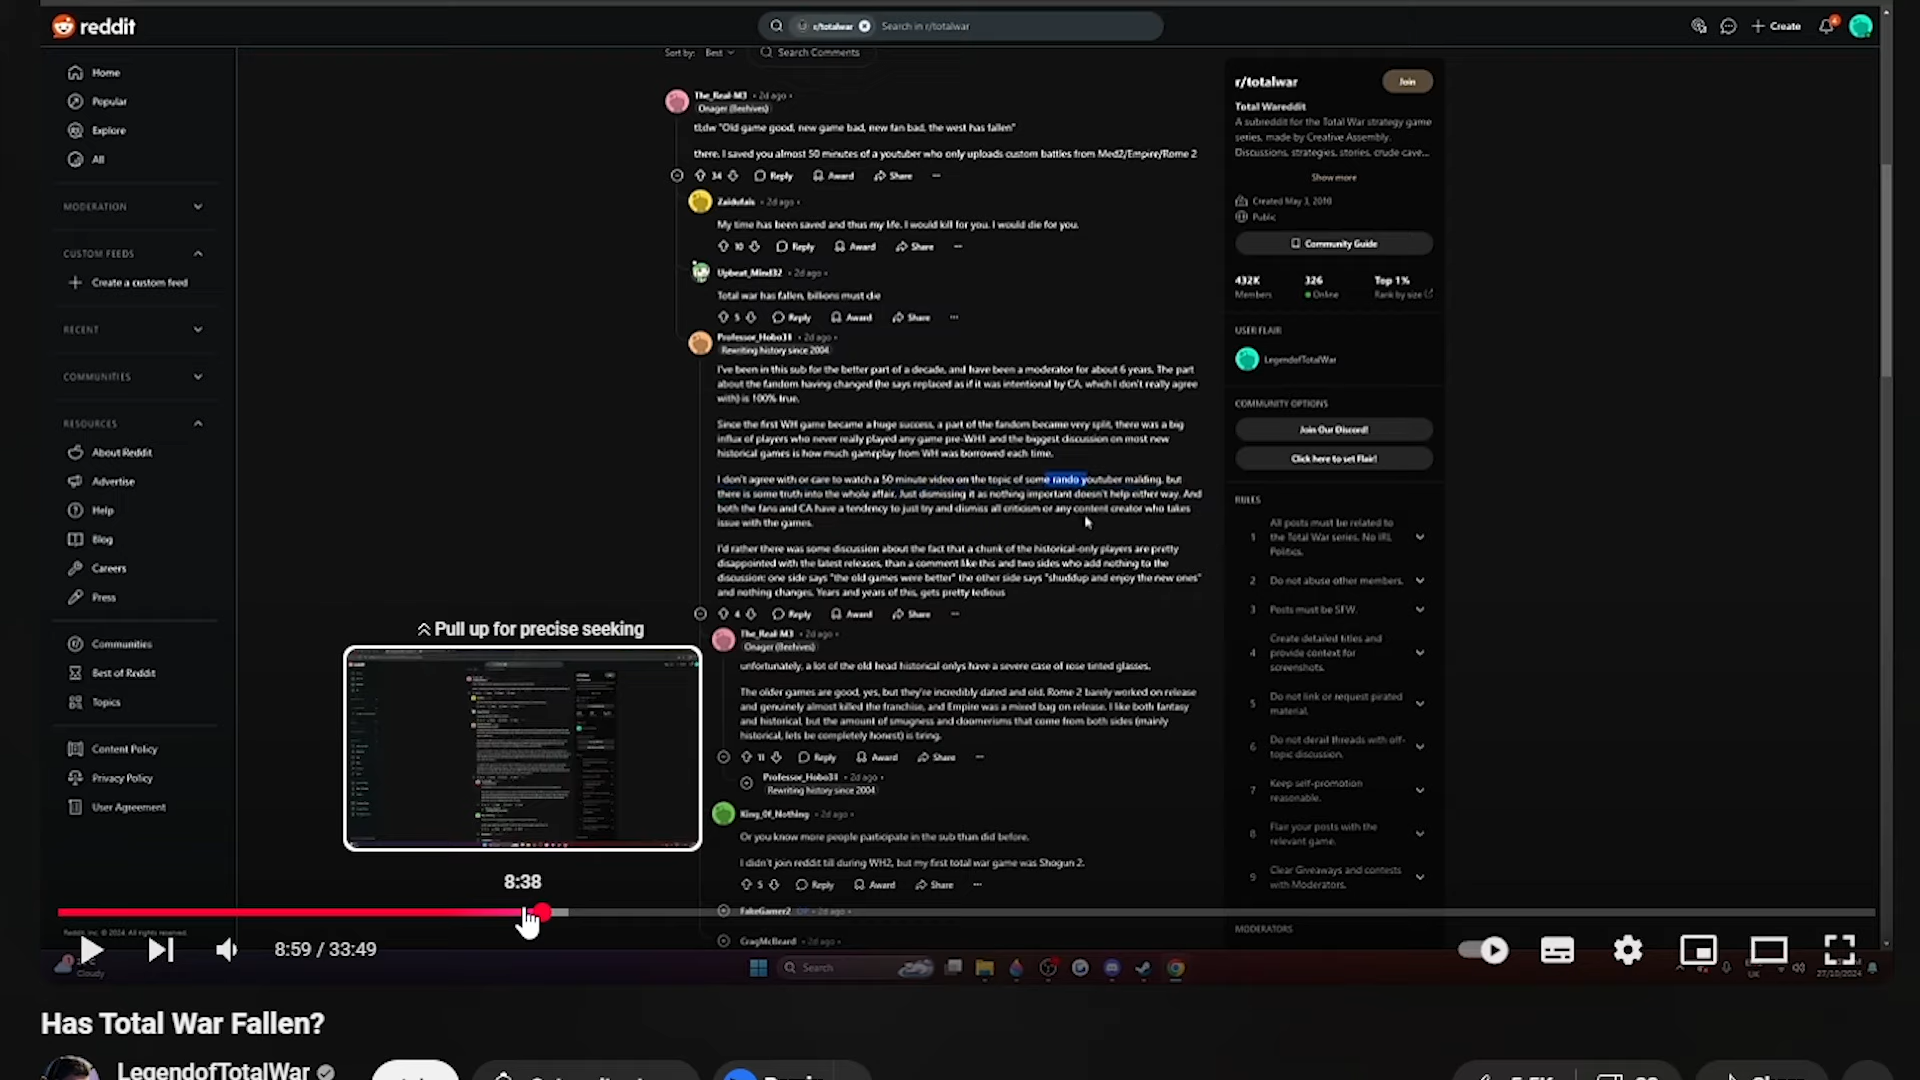 reddit
r/totalwar
Search in r/totalwar
Create
Home
Popular
Explore
All
MODERATION
CUSTOM FEEDS
Create a custom feed
RECENT
COMMUNITIES
RESOURCES
About Reddit
Advertise
Help
Blog
Careers
Press
Communities
Best of Reddit
Topics
Content Policy
Privacy Policy
User Agreement
Reddit, Inc. © 2024. All rights reserved.
Sort by: Best
Search Comments
The_Real-M3 • 2d ago •
Onager (Beehives)
tl;dw "Old game good, new game bad, new fan bad, the west has fallen"
there. I saved you almost 50 minutes of a youtuber who only uploads custom battles from Med2/Empire/Rome 2
34 Reply Award Share
Zaidufais • 2d ago •
My time has been saved and thus my life. I would kill for you. I would die for you.
10 Reply Award Share
Upbeat_Mind32 • 2d ago •
Total war has fallen, billions must die
5 Reply Award Share
Professor_Hobo31 • 2d ago •
Rewriting history since 2004
I've been in this sub for the better part of a decade, and have been a moderator for about 6 years. The part
about the fandom having changed (he says replaced as if it was intentional by CA, which I don't really agree
with) is 100% true.
Since the first WH game became a huge success, a part of the fandom became very split, there was a big
influx of players who never really played any game pre-WH1 and the biggest discussion on most new
historical games is how much gameplay from WH was borrowed each time.
I don't agree with or care to watch a 50 minute video on the topic of some rando youtuber malding, but
there is some truth into the whole affair. Just dismissing it as nothing important doesn't help either way. And
both the fans and CA have a tendency to just try and dismiss all criticism or any content creator who takes
issue with the games.
I'd rather there was some discussion about the fact that a chunk of the historical-only players are pretty
disappointed with the latest releases, than a comment like this and two sides who add nothing to the
discussion: one side says "the old games were better" the other side says "shuddup and enjoy the new ones"
and nothing changes. Years and years of this, gets pretty tedious
4 Reply Award Share
The_Real-M3 • 2d ago •
Onager (Beehives)
unfortunately, a lot of the old head historical onlys have a severe case of rose tinted glasses.
The older games are good, yes, but they're incredibly dated and old. Rome 2 barely worked on release
and genuinely almost killed the franchise, and Empire was a mixed bag on release. I like both fantasy
and historical, but the amount of smugness and doomerisms that come from both sides (mainly
historical, lets be completely honest) is tiring.
11 Reply Award Share
Professor_Hobo31 • 2d ago •
Rewriting history since 2004
King_0f_Nothing • 2d ago •
Or you know more people participate in the sub than did before.
I didn't join reddit till during WH2, but my first total war game was Shogun 2.
5 Reply Award Share
FakeGamer2 OP • 2d ago •
CragMcBeard • 2d ago •
r/totalwar
Join
Total Wareddit
A subreddit for the Total War strategy game
series, made by Creative Assembly.
Discussions, strategies, stories, crude cave...
Show more
Created May 3, 2010
Public
Community Guide
432K 326 Top 1%
Members Online Rank by size
USER FLAIR
LegendofTotalWar
COMMUNITY OPTIONS
Join Our Discord!
Click here to set Flair!
RULES
1 All posts must be related to
the Total War series. No IRL
Politics.
2 Do not abuse other members.
3 Posts must be SFW.
4 Create detailed titles and
provide context for
screenshots.
5 Do not link or request pirated
material.
6 Do not derail threads with off-
topic discussion.
7 Keep self-promotion
reasonable.
8 Flair your posts with the
relevant game.
9 Clear Giveaways and contests
with Moderators.
MODERATORS
Pull up for precise seeking
8:38
8:59 / 33:49
Cloudy
Search
UK
27/10/2024
Has Total War Fallen?
LegendofTotalWar